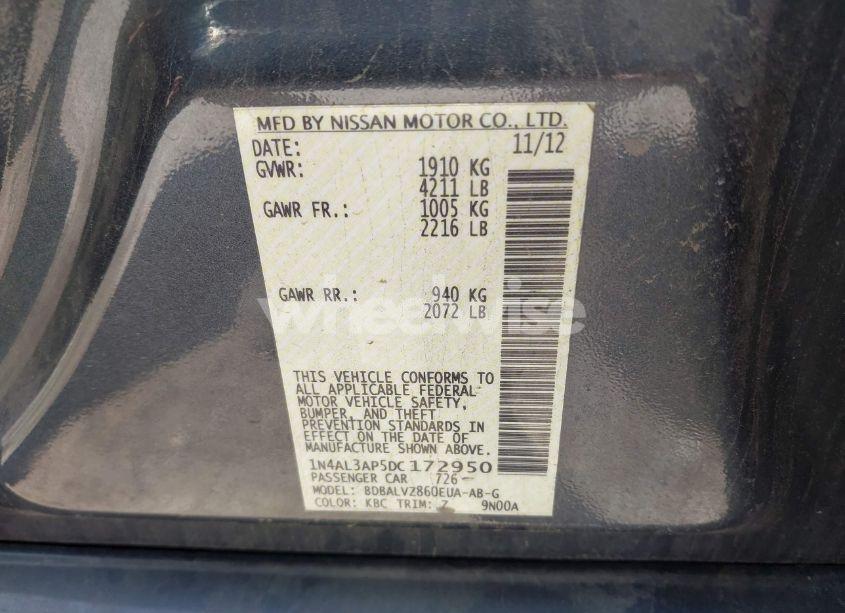 MFD BY NISSAN MOTOR CO., LTD.
DATE: 11/12
GVWR: 1910 KG
4211 LB
GAWR FR.: 1005 KG
2216 LB
GAWR RR.: 940 KG
2072 LB
wheelwise
THIS VEHICLE CONFORMS TO
ALL APPLICABLE FEDERAL
MOTOR VEHICLE SAFETY,
BUMPER, AND THEFT
PREVENTION STANDARDS IN
EFFECT ON THE DATE OF
MANUFACTURE SHOWN ABOVE.
1N4AL3AP5DC172950
PASSENGER CAR 726
MODEL: BDBALVZ860EUA-AB-G
COLOR: KBC TRIM: Z 9N00A